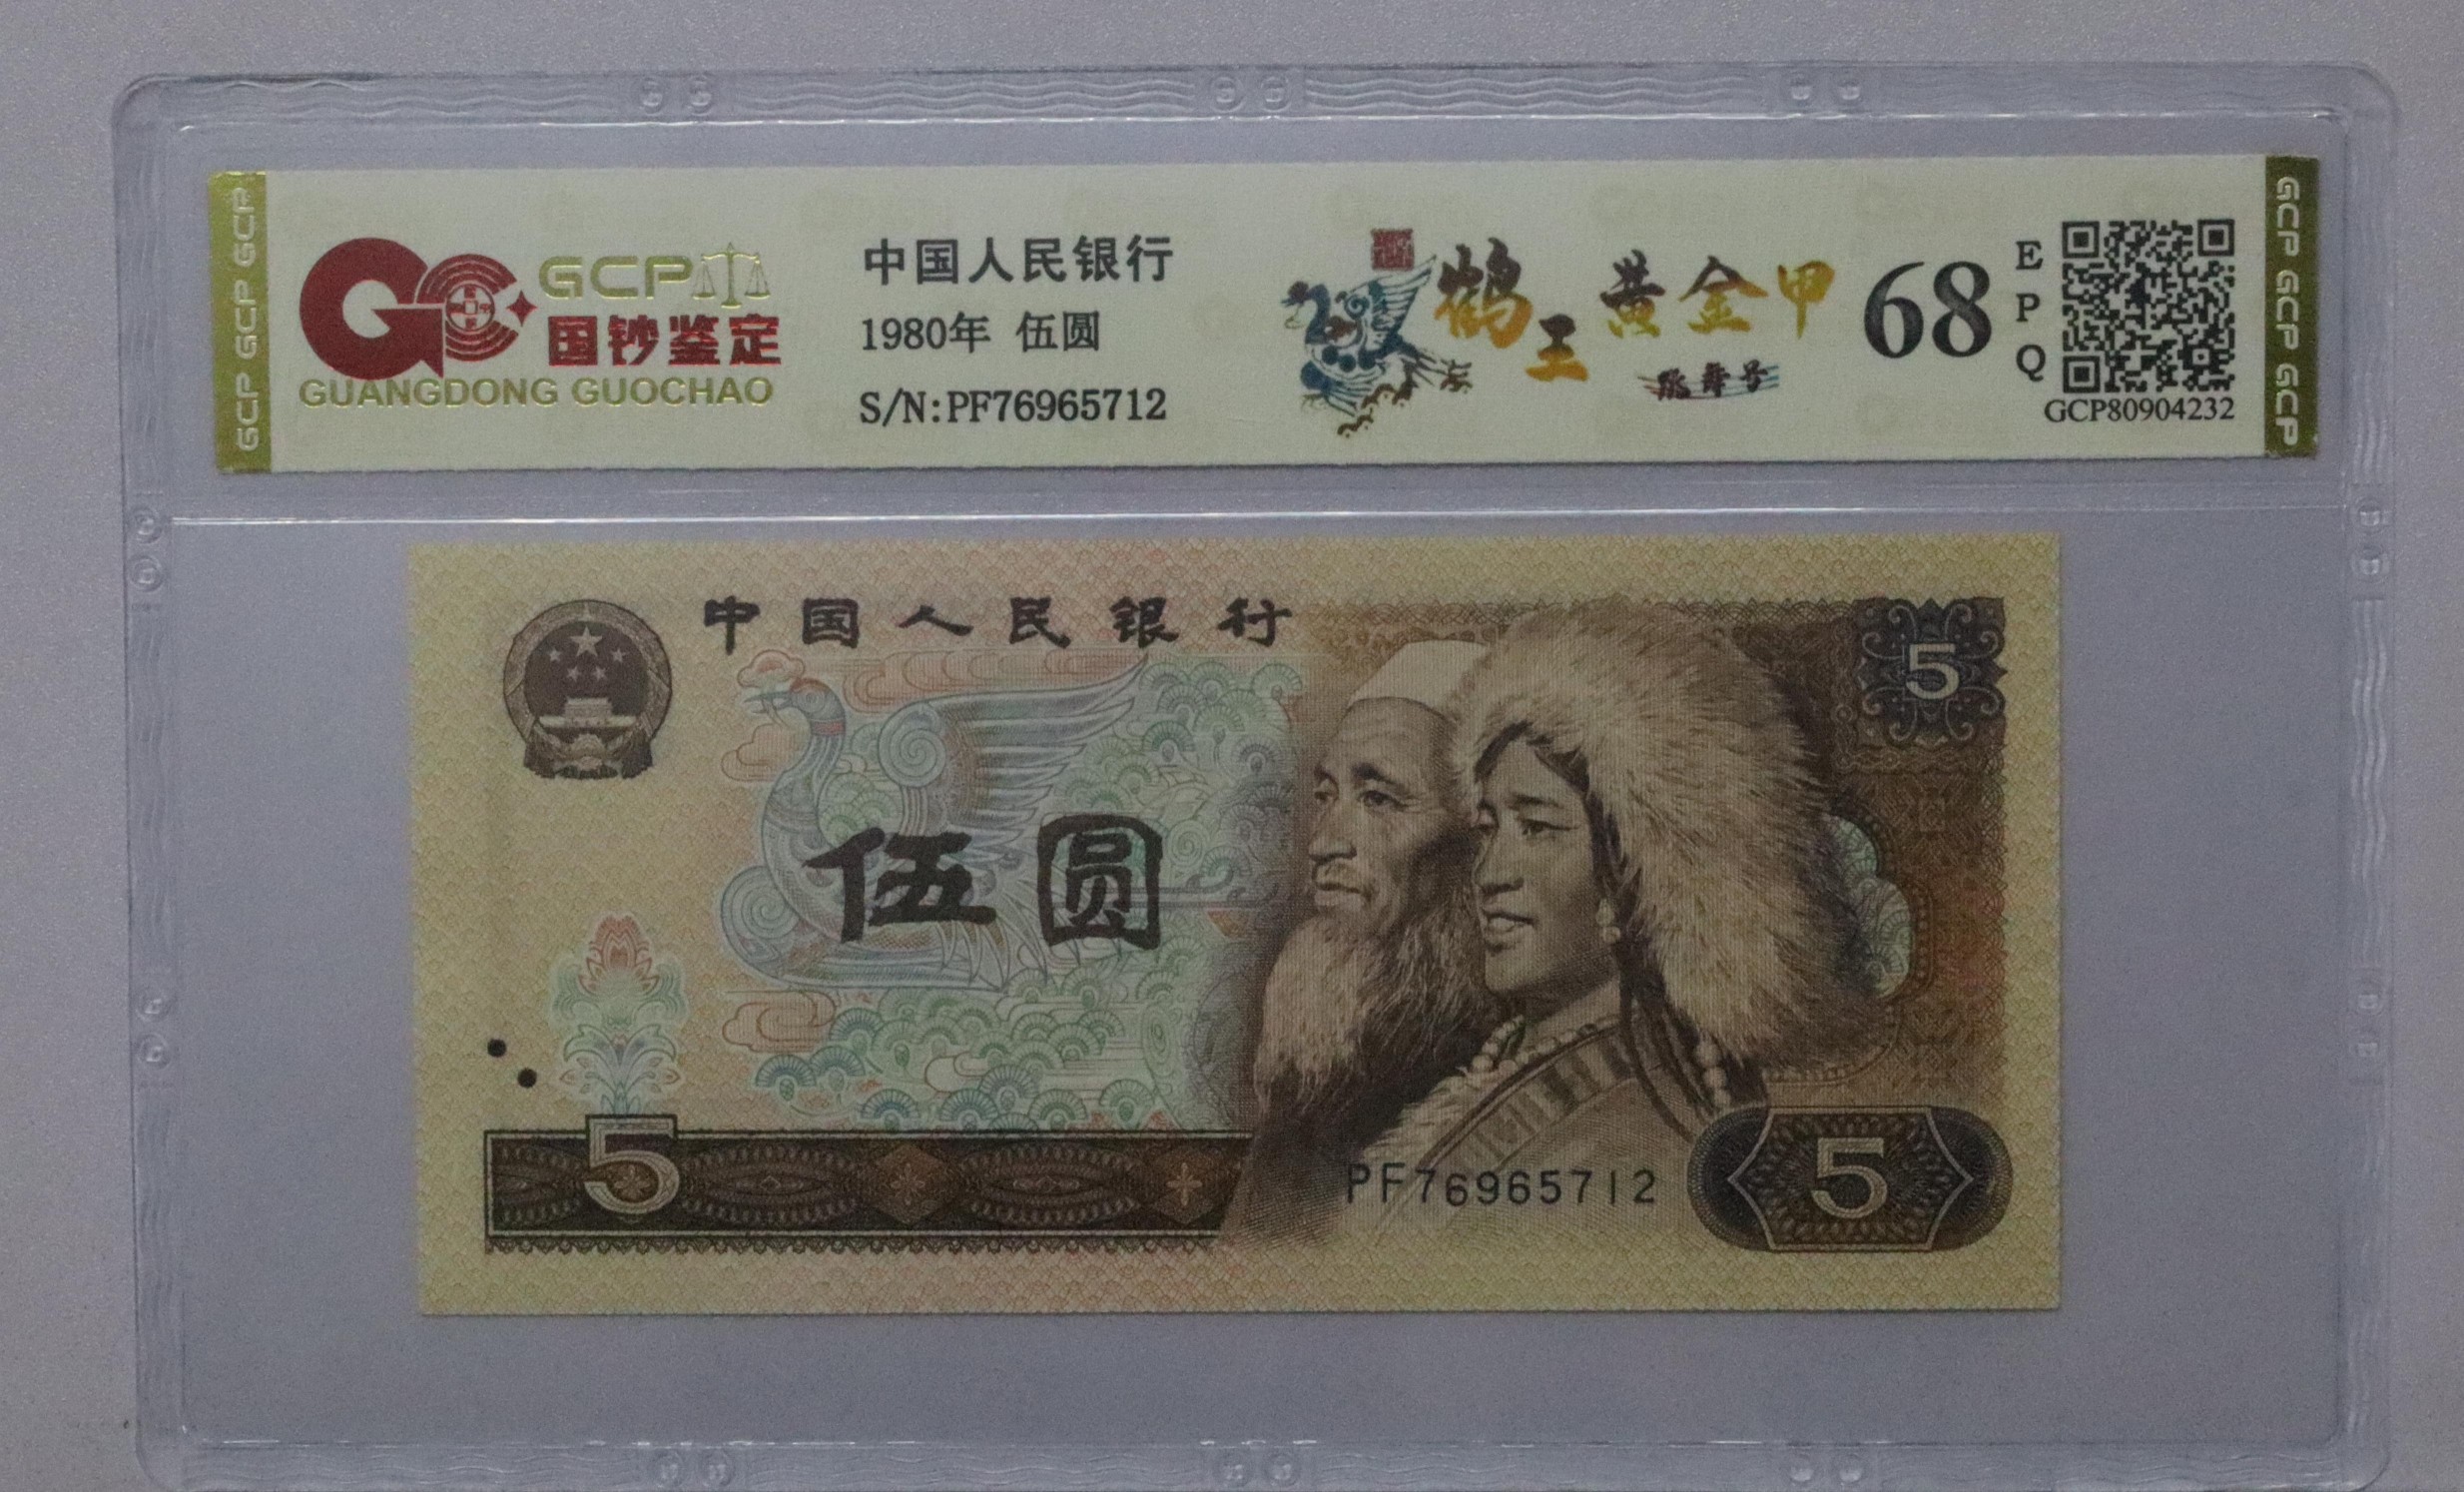 GCP GCP GCP
GCP
国钞鉴定
GUANGDONG GUOCHAO
中国人民银行
1980年 伍圆
S/N:PF76965712
鹤王黄金甲
68
EPQ
GCP80904232
GCP GCP GCP
中国人民银行
5
伍圆
5
PF76965712
5